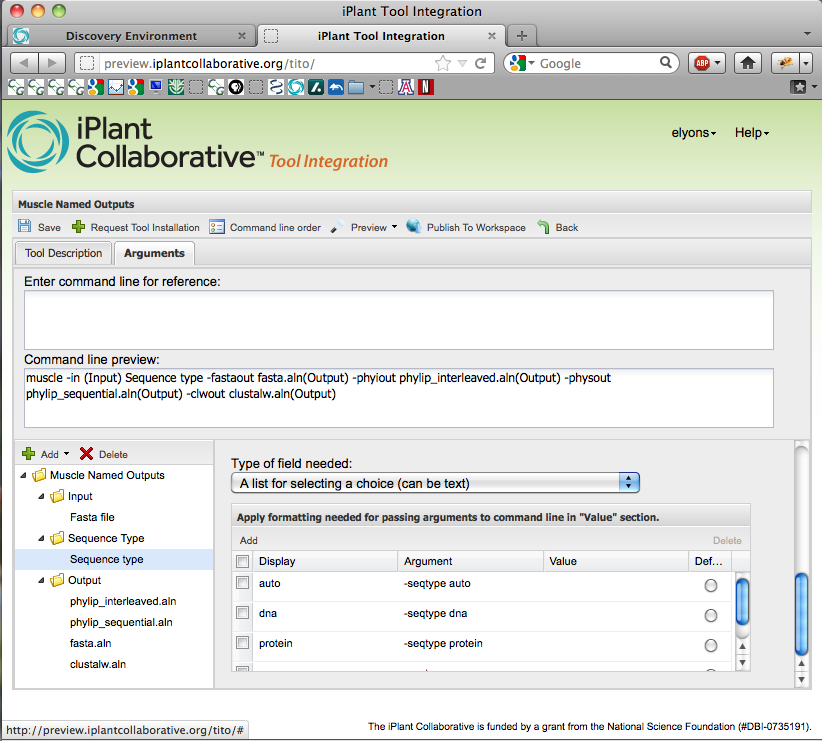 iPlant Tool Integration
Discovery Environment
iPlant Tool Integration
preview.iplantcollaborative.org/tito/
Google
ABP
iPlant
Collaborative™ Tool Integration
elyons
Help
Muscle Named Outputs
Save
Request Tool Installation
Command line order
Preview
Publish To Workspace
Back
Tool Description
Arguments
Enter command line for reference:
Command line preview:
muscle -in (Input) Sequence type -fastaout fasta.aln(Output) -phyiout phylip_interleaved.aln(Output) -physout
phylip_sequential.aln(Output) -clwout clustalw.aln(Output)
Add
Delete
Muscle Named Outputs
Input
Fasta file
Sequence Type
Sequence type
Output
phylip_interleaved.aln
phylip_sequential.aln
fasta.aln
clustalw.aln
Type of field needed:
A list for selecting a choice (can be text)
Apply formatting needed for passing arguments to command line in "Value" section.
Add
Delete
Display
Argument
Value
Def...
auto
-seqtype auto
dna
-seqtype dna
protein
-seqtype protein
http://preview.iplantcollaborative.org/tito/#
The iPlant Collaborative is funded by a grant from the National Science Foundation (#DBI-0735191).